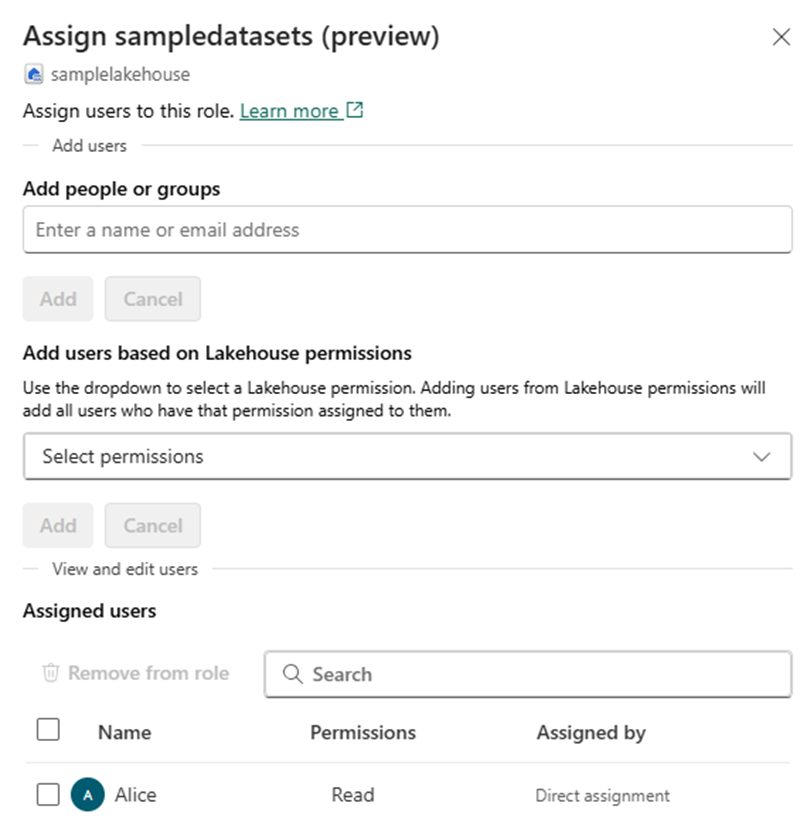 Assign sampledatasets (preview)
samplelakehouse
Assign users to this role. Learn more
Add users
Add people or groups
Enter a name or email address
Add Cancel
Add users based on Lakehouse permissions
Use the dropdown to select a Lakehouse permission. Adding users from Lakehouse permissions will
add all users who have that permission assigned to them.
Select permissions
Add Cancel
View and edit users
Assigned users
Remove from role Search
Name Permissions Assigned by
A Alice Read Direct assignment